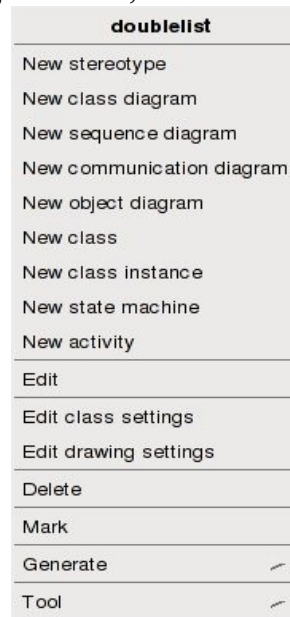 doublelist
New stereotype
New class diagram
New sequence diagram
New communication diagram
New object diagram
New class
New class instance
New state machine
New activity
Edit
Edit class settings
Edit drawing settings
Delete
Mark
Generate
Tool